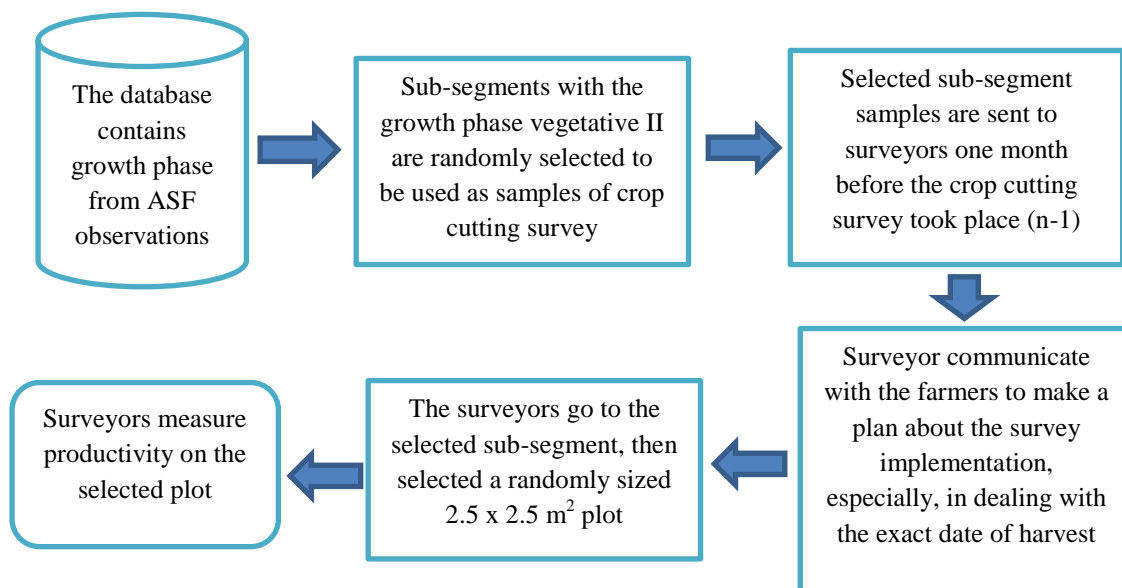 The database
contains
growth phase
from ASF
observations
Sub-segments with the
growth phase vegetative II
are randomly selected to
be used as samples of crop
cutting survey
Selected sub-segment
samples are sent to
surveyors one month
before the crop cutting
survey took place (n-1)
Surveyor communicate
with the farmers to make a
plan about the survey
implementation,
especially, in dealing with
the exact date of harvest
The surveyors go to the
selected sub-segment, then
selected a randomly sized
2.5 x 2.5 m² plot
Surveyors measure
productivity on the
selected plot